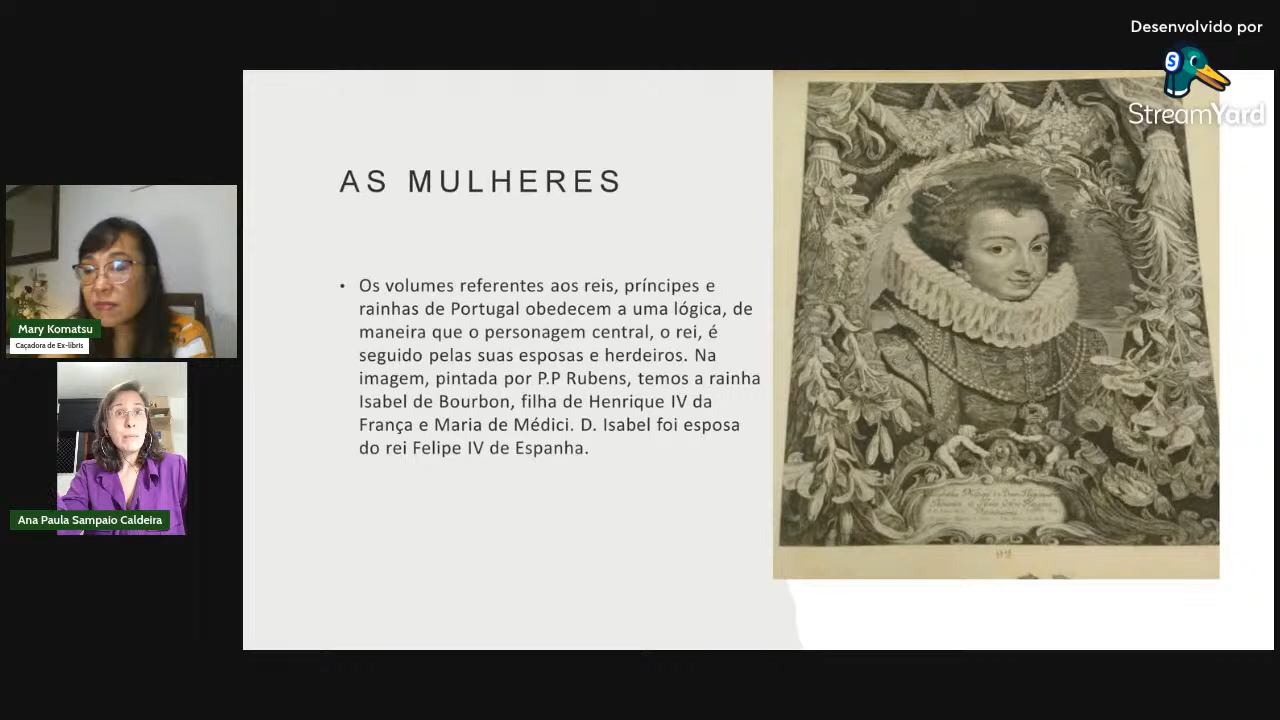 Desenvolvido por
StreamYard
AS MULHERES
• Os volumes referentes aos reis, príncipes e
rainhas de Portugal obedecem a uma lógica, de
maneira que o personagem central, o rei, é
seguido pelas suas esposas e herdeiros. Na
imagem, pintada por P.P Rubens, temos a rainha
Isabel de Bourbon, filha de Henrique IV da
França e Maria de Médici. D. Isabel foi esposa
do rei Felipe IV de Espanha.
Mary Komatsu
Caçadora de Ex-libris
Ana Paula Sampaio Caldeira